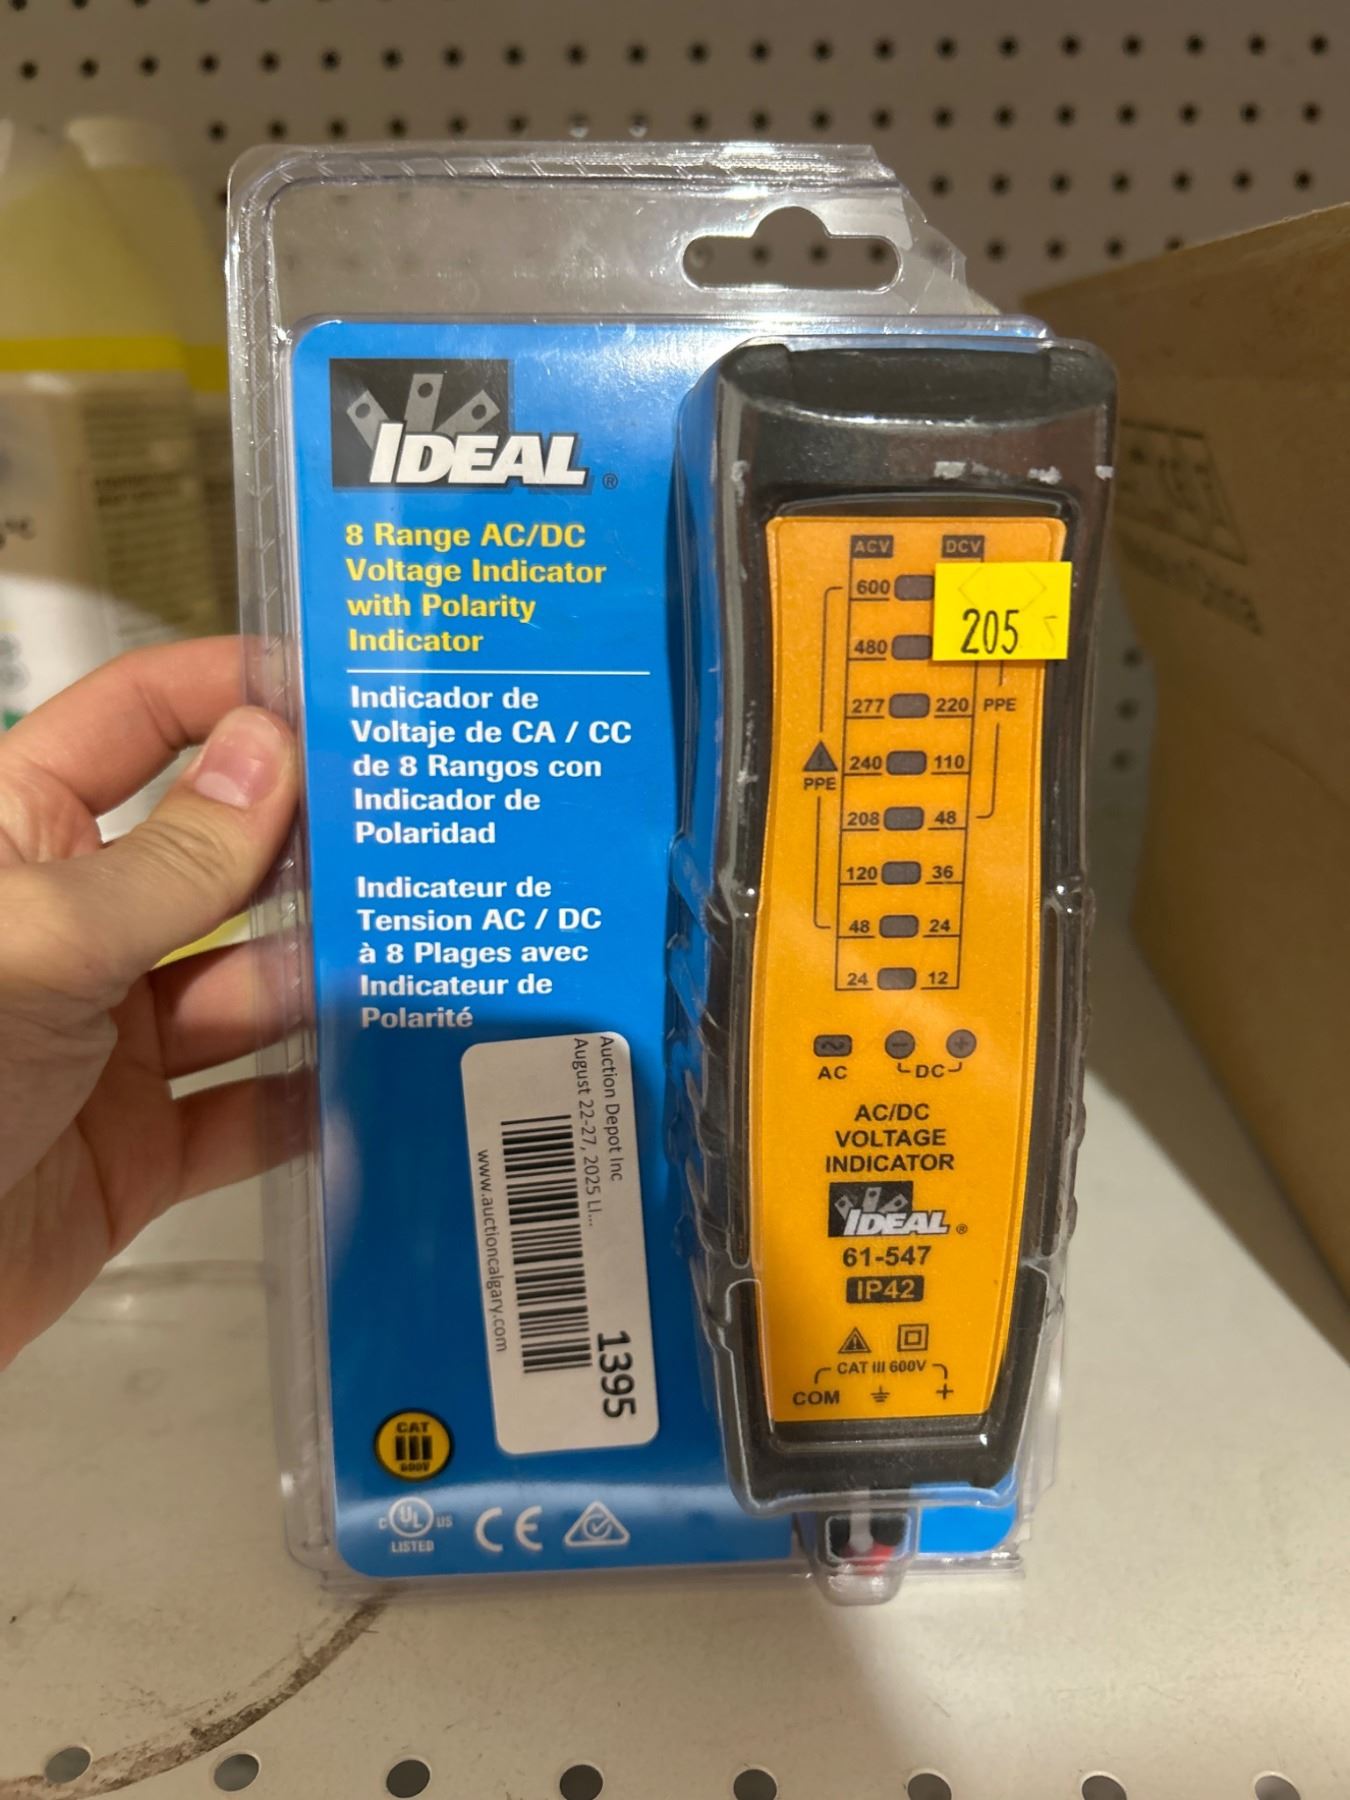 IDEAL®
8 Range AC/DC
Voltage Indicator
with Polarity
Indicator
Indicador de
Voltaje de CA / CC
de 8 Rangos con
Indicador de
Polaridad
Indicateur de
Tension AC / DC
à 8 Plages avec
Indicateur de
Polarité
Auction Depot Inc
August 22-27, 2025 LI...
www.auctioncalgary.com
1395
CAT
III
600V
C UL US
LISTED
CE
ACV DCV
600
480
205
277 220 PPE
240 110
PPE
208 48
120 36
48 24
24 12
~ - +
AC DC
AC/DC
VOLTAGE
INDICATOR
IDEAL®
61-547
IP42
CAT III 600V
COM +